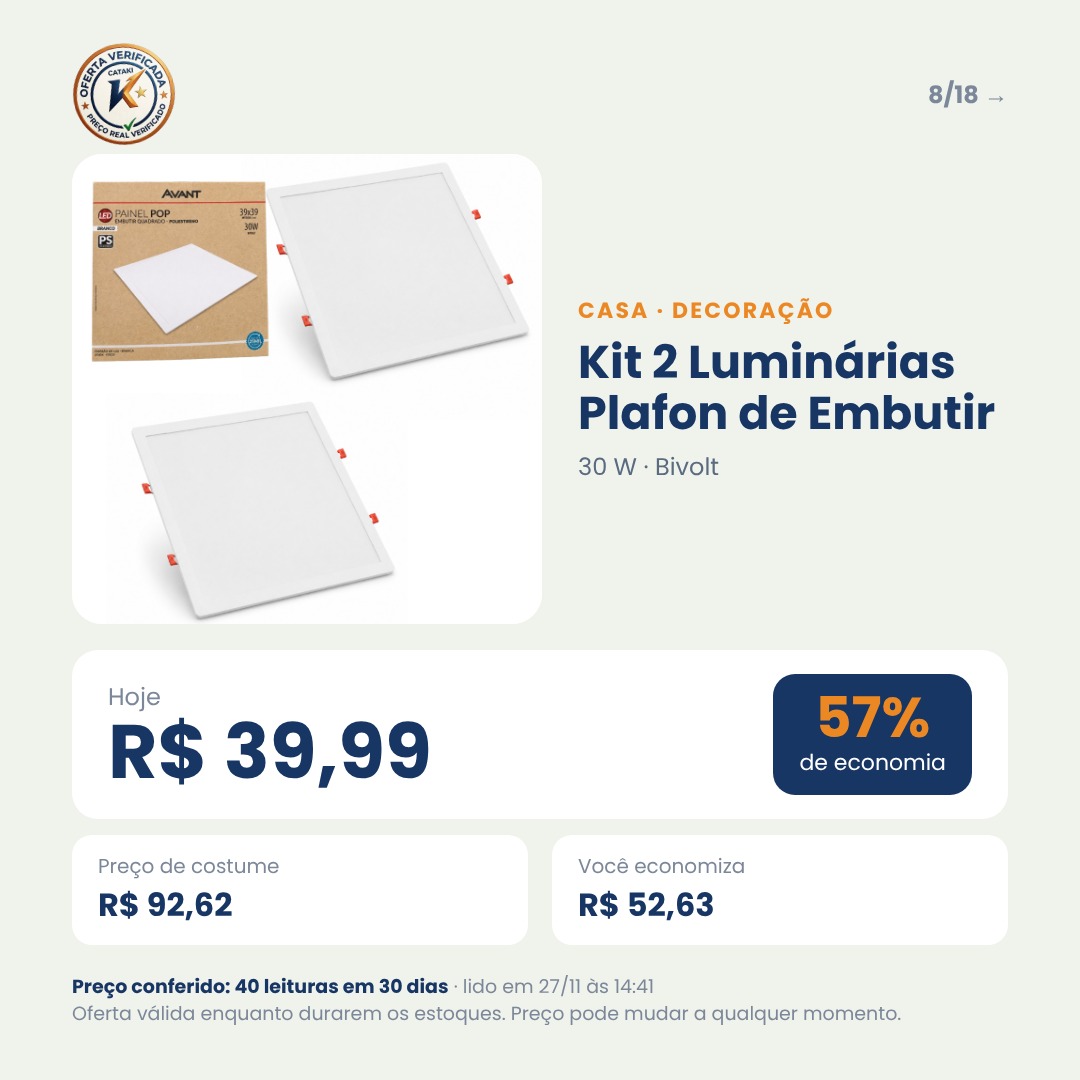 OFERTA VERIFICADA
CATAKI
K
PREÇO REAL VERIFICADO
8/18 →
AVANT
LED PAINEL POP
EMBUTIR QUADRADO • POLIESTIRENO
BRANCO
PS
39x39
30W
CASA · DECORAÇÃO
Kit 2 Luminárias
Plafon de Embutir
30 W · Bivolt
Hoje
R$ 39,99
57%
de economia
Preço de costume
R$ 92,62
Você economiza
R$ 52,63
Preço conferido: 40 leituras em 30 dias · lido em 27/11 às 14:41
Oferta válida enquanto durarem os estoques. Preço pode mudar a qualquer momento.